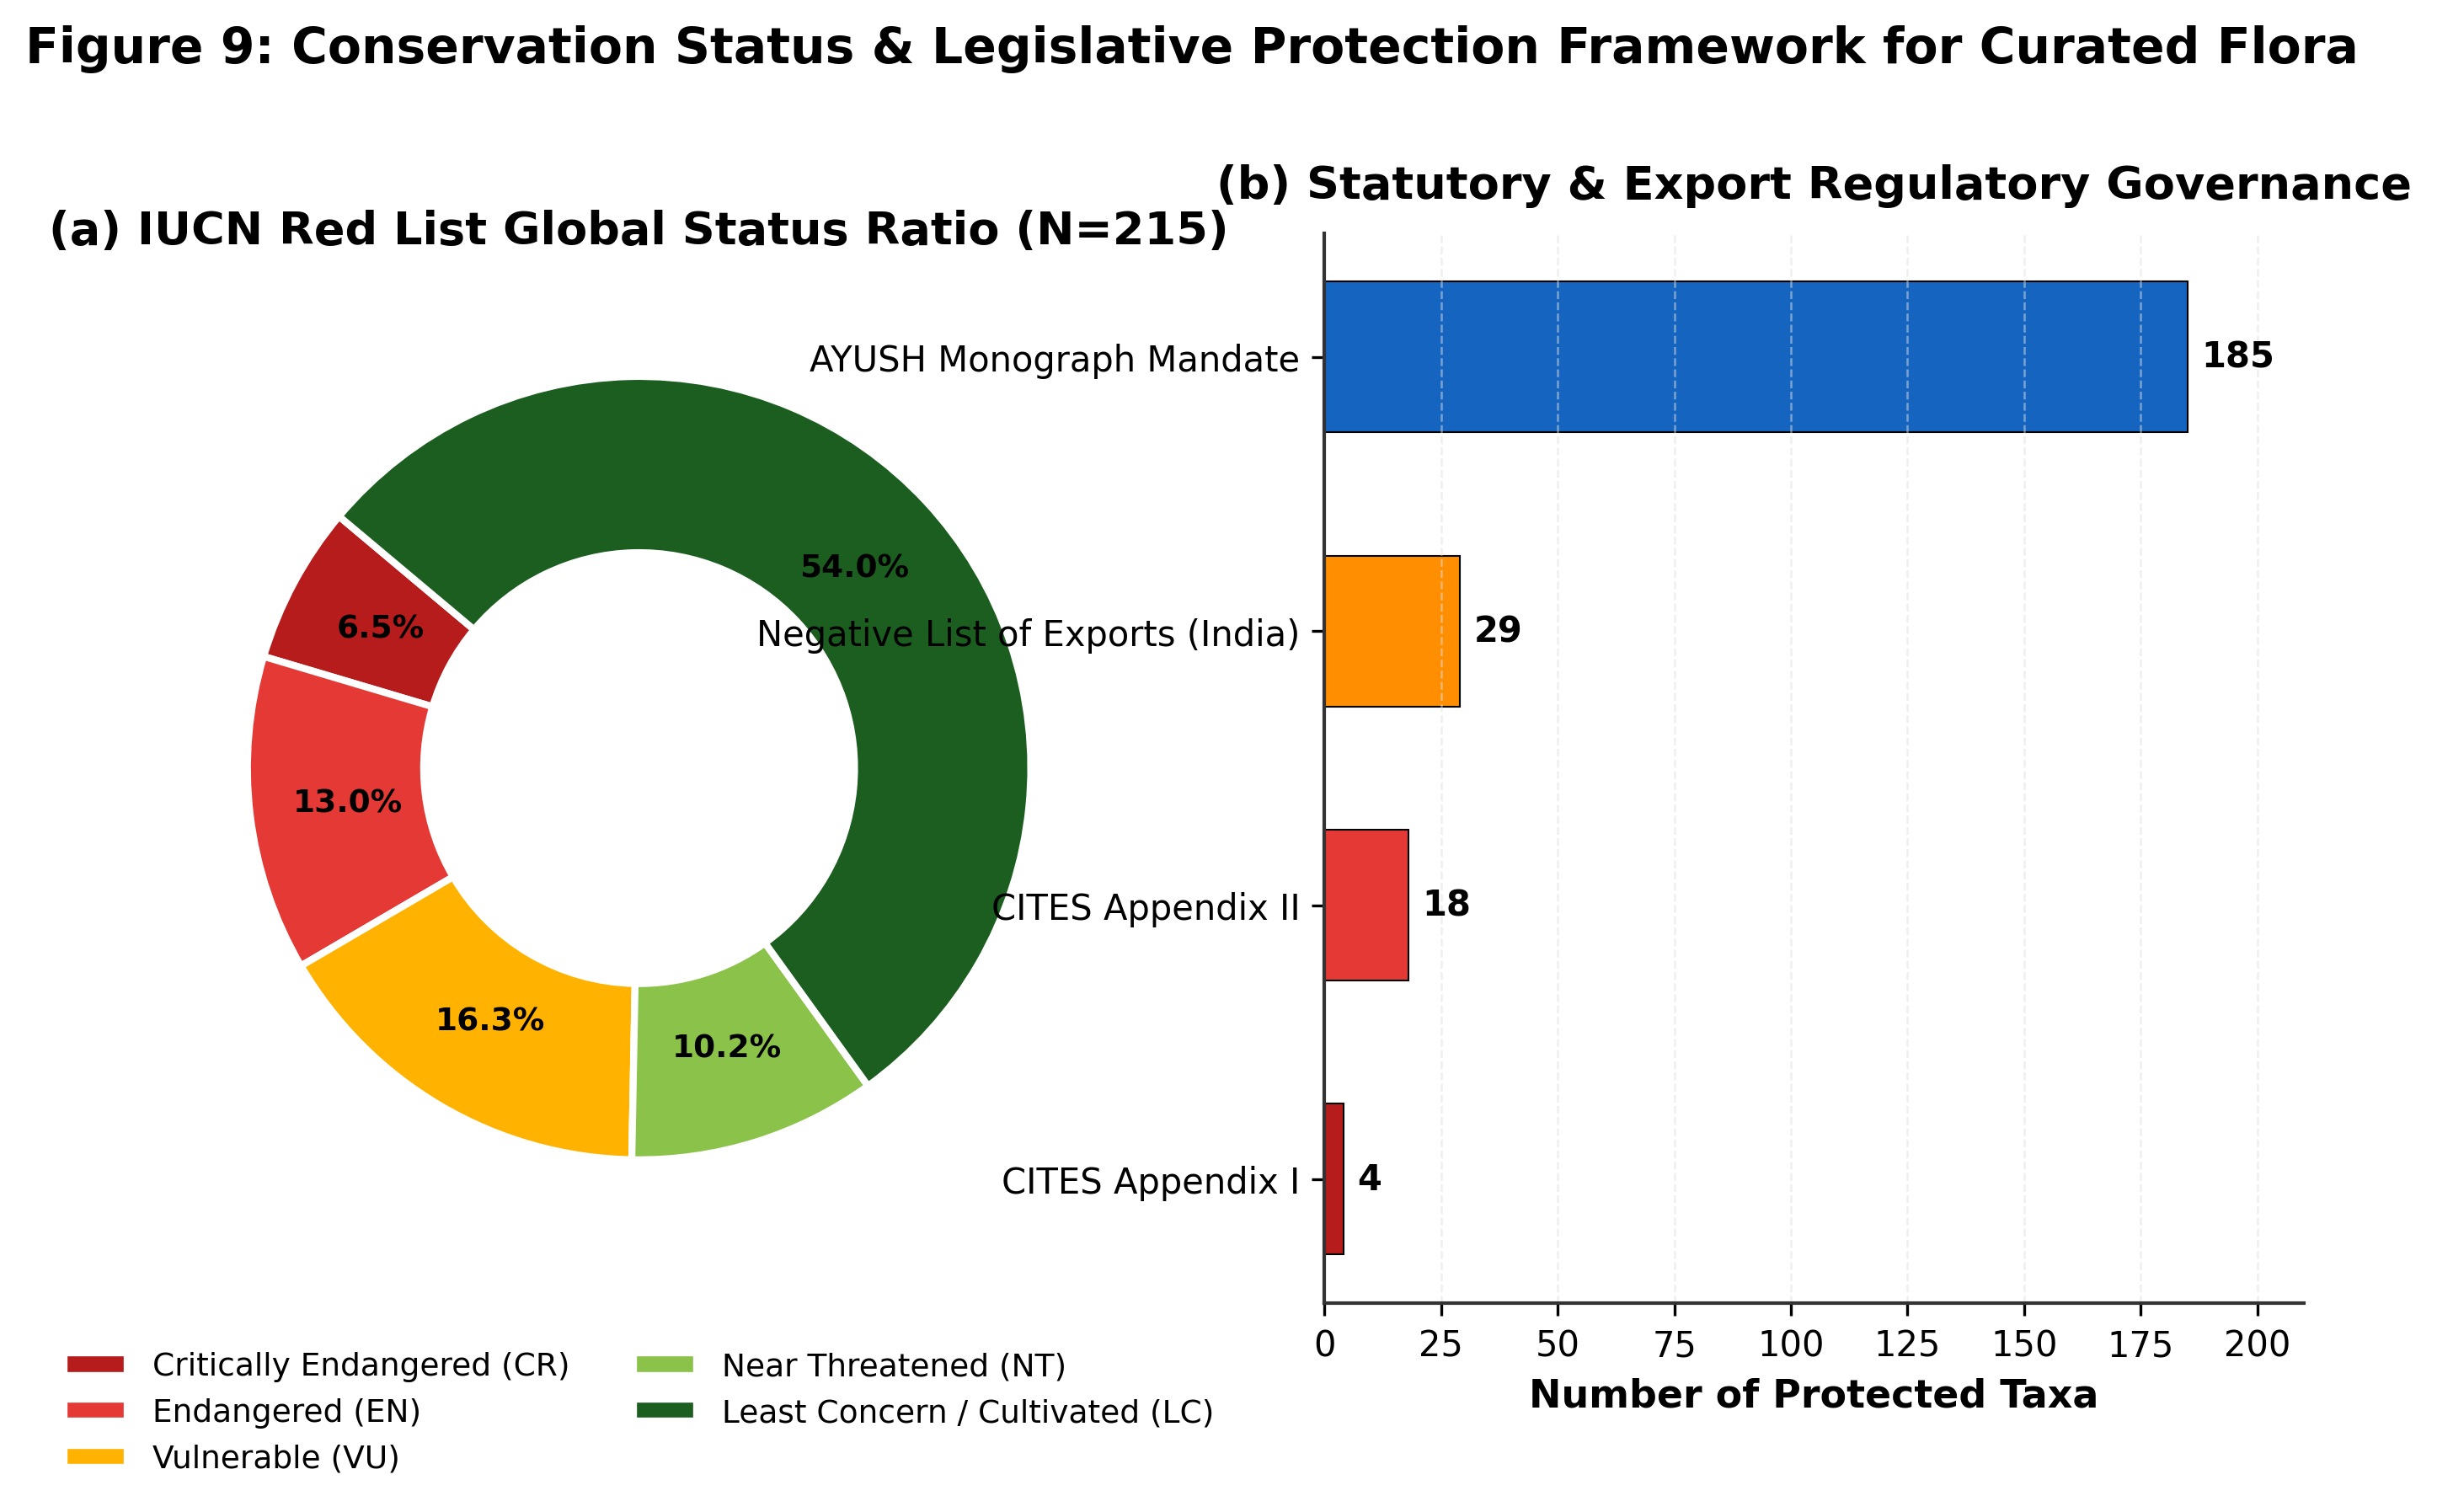 Figure 9: Conservation Status & Legislative Protection Framework for Curated Flora
(a) IUCN Red List Global Status Ratio (N=215)
54.0%
6.5%
13.0%
16.3%
10.2%
Critically Endangered (CR)
Endangered (EN)
Vulnerable (VU)
Near Threatened (NT)
Least Concern / Cultivated (LC)
(b) Statutory & Export Regulatory Governance
AYUSH Monograph Mandate
185
Negative List of Exports (India)
29
CITES Appendix II
18
CITES Appendix I
4
0 25 50 75 100 125 150 175 200
Number of Protected Taxa